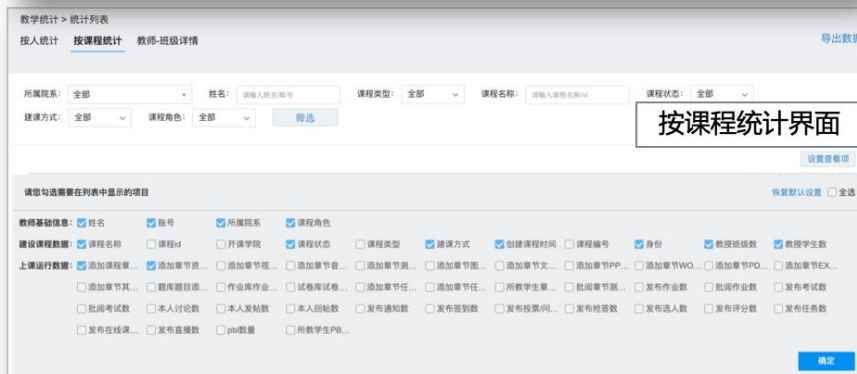 教学统计 > 统计列表
按人统计 按课程统计 教师-班级详情
导出数据
所属院系： 全部 姓名： 请输入姓名/账号 课程类型： 全部 课程名称： 请输入课程名称/id 课程状态： 全部
建课方式： 全部 课程角色： 全部 筛选
按课程统计界面
设置查看项
请您勾选需要在列表中显示的项目 恢复默认设置 全选
教师基础信息： 姓名 账号 所属院系 课程角色
建设课程数据： 课程名称 课程id 开课学院 课程状态 课程类型 建课方式 创建课程时间 课程编号 身份 教授班级数 教授学生数
上课运行数据： 添加课程章... 添加章节资... 添加章节视... 添加章节音... 添加章节测... 添加章节图... 添加章节文... 添加章节PP... 添加章节WO... 添加章节PD... 添加章节EX...
添加章节其... 题库题目添... 作业库作业... 试卷库试卷... 添加章节任... 添加章节任... 所教学生章... 批阅章节测... 发布作业数 批阅作业数 发布考试数
批阅考试数 本人讨论数 本人发帖数 本人回帖数 发布通知数 发布签到数 发布投票/问... 发布抢答数 发布选人数 发布评分数 发布任务数
发布在线课... 发布直播数 pbl数量 所教学生PB...
确定